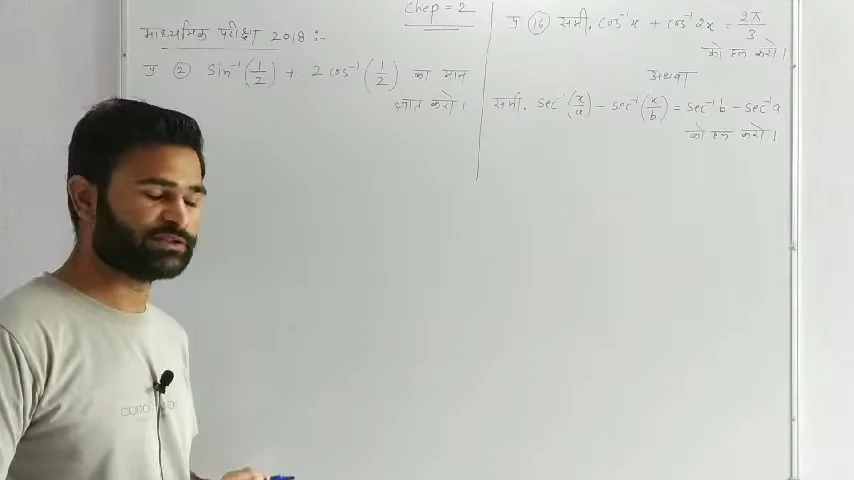 Chep = 2
माध्यमिक परीक्षा 2018:-
प्र ② sin⁻¹(1/2) + 2 cos⁻¹(1/2) का मान
ज्ञात करो।
प्र ⑯ समी. cos⁻¹x + cos⁻¹2x = 2π/3
को हल करो।
अथवा
समी. sec⁻¹(x/a) - sec⁻¹(x/b) = sec⁻¹b - sec⁻¹a
को हल करो।